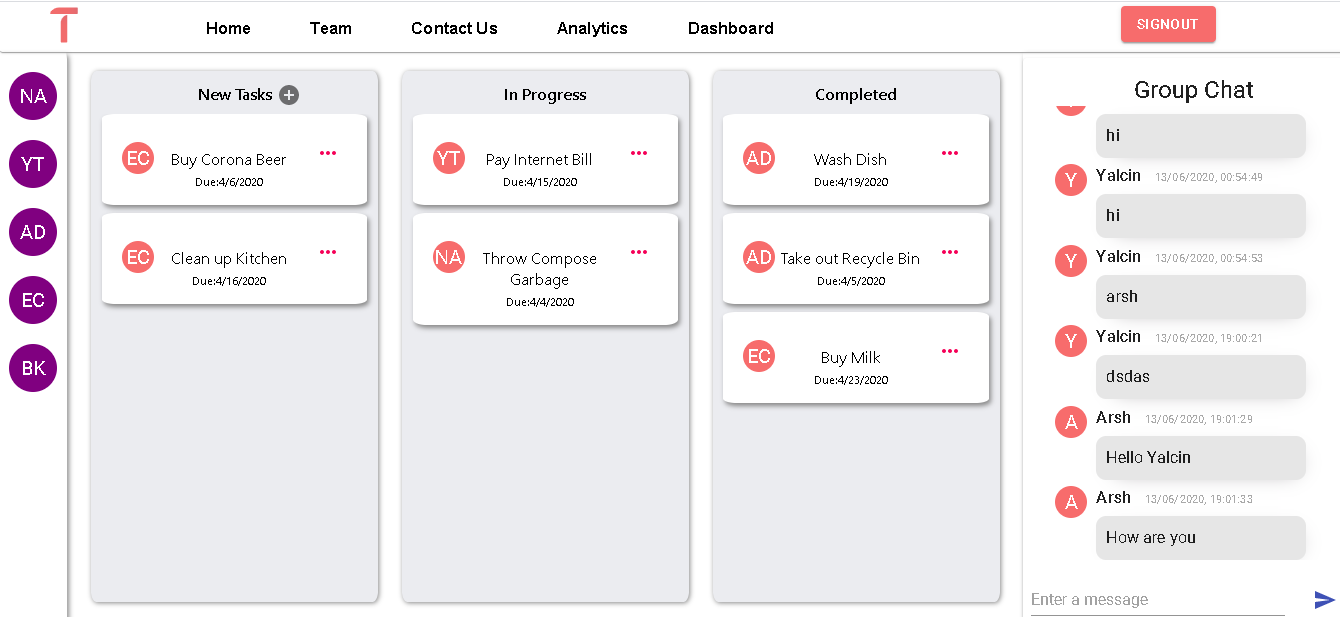 T
Home
Team
Contact Us
Analytics
Dashboard
SIGNOUT
NA
YT
AD
EC
BK
New Tasks
EC
Buy Corona Beer
Due:4/6/2020
EC
Clean up Kitchen
Due:4/16/2020
In Progress
YT
Pay Internet Bill
Due:4/15/2020
NA
Throw Compose
Garbage
Due:4/4/2020
Completed
AD
Wash Dish
Due:4/19/2020
AD
Take out Recycle Bin
Due:4/5/2020
EC
Buy Milk
Due:4/23/2020
Group Chat
hi
Y
Yalcin 13/06/2020, 00:54:49
hi
Y
Yalcin 13/06/2020, 00:54:53
arsh
Y
Yalcin 13/06/2020, 19:00:21
dsdas
A
Arsh 13/06/2020, 19:01:29
Hello Yalcin
A
Arsh 13/06/2020, 19:01:33
How are you
Enter a message